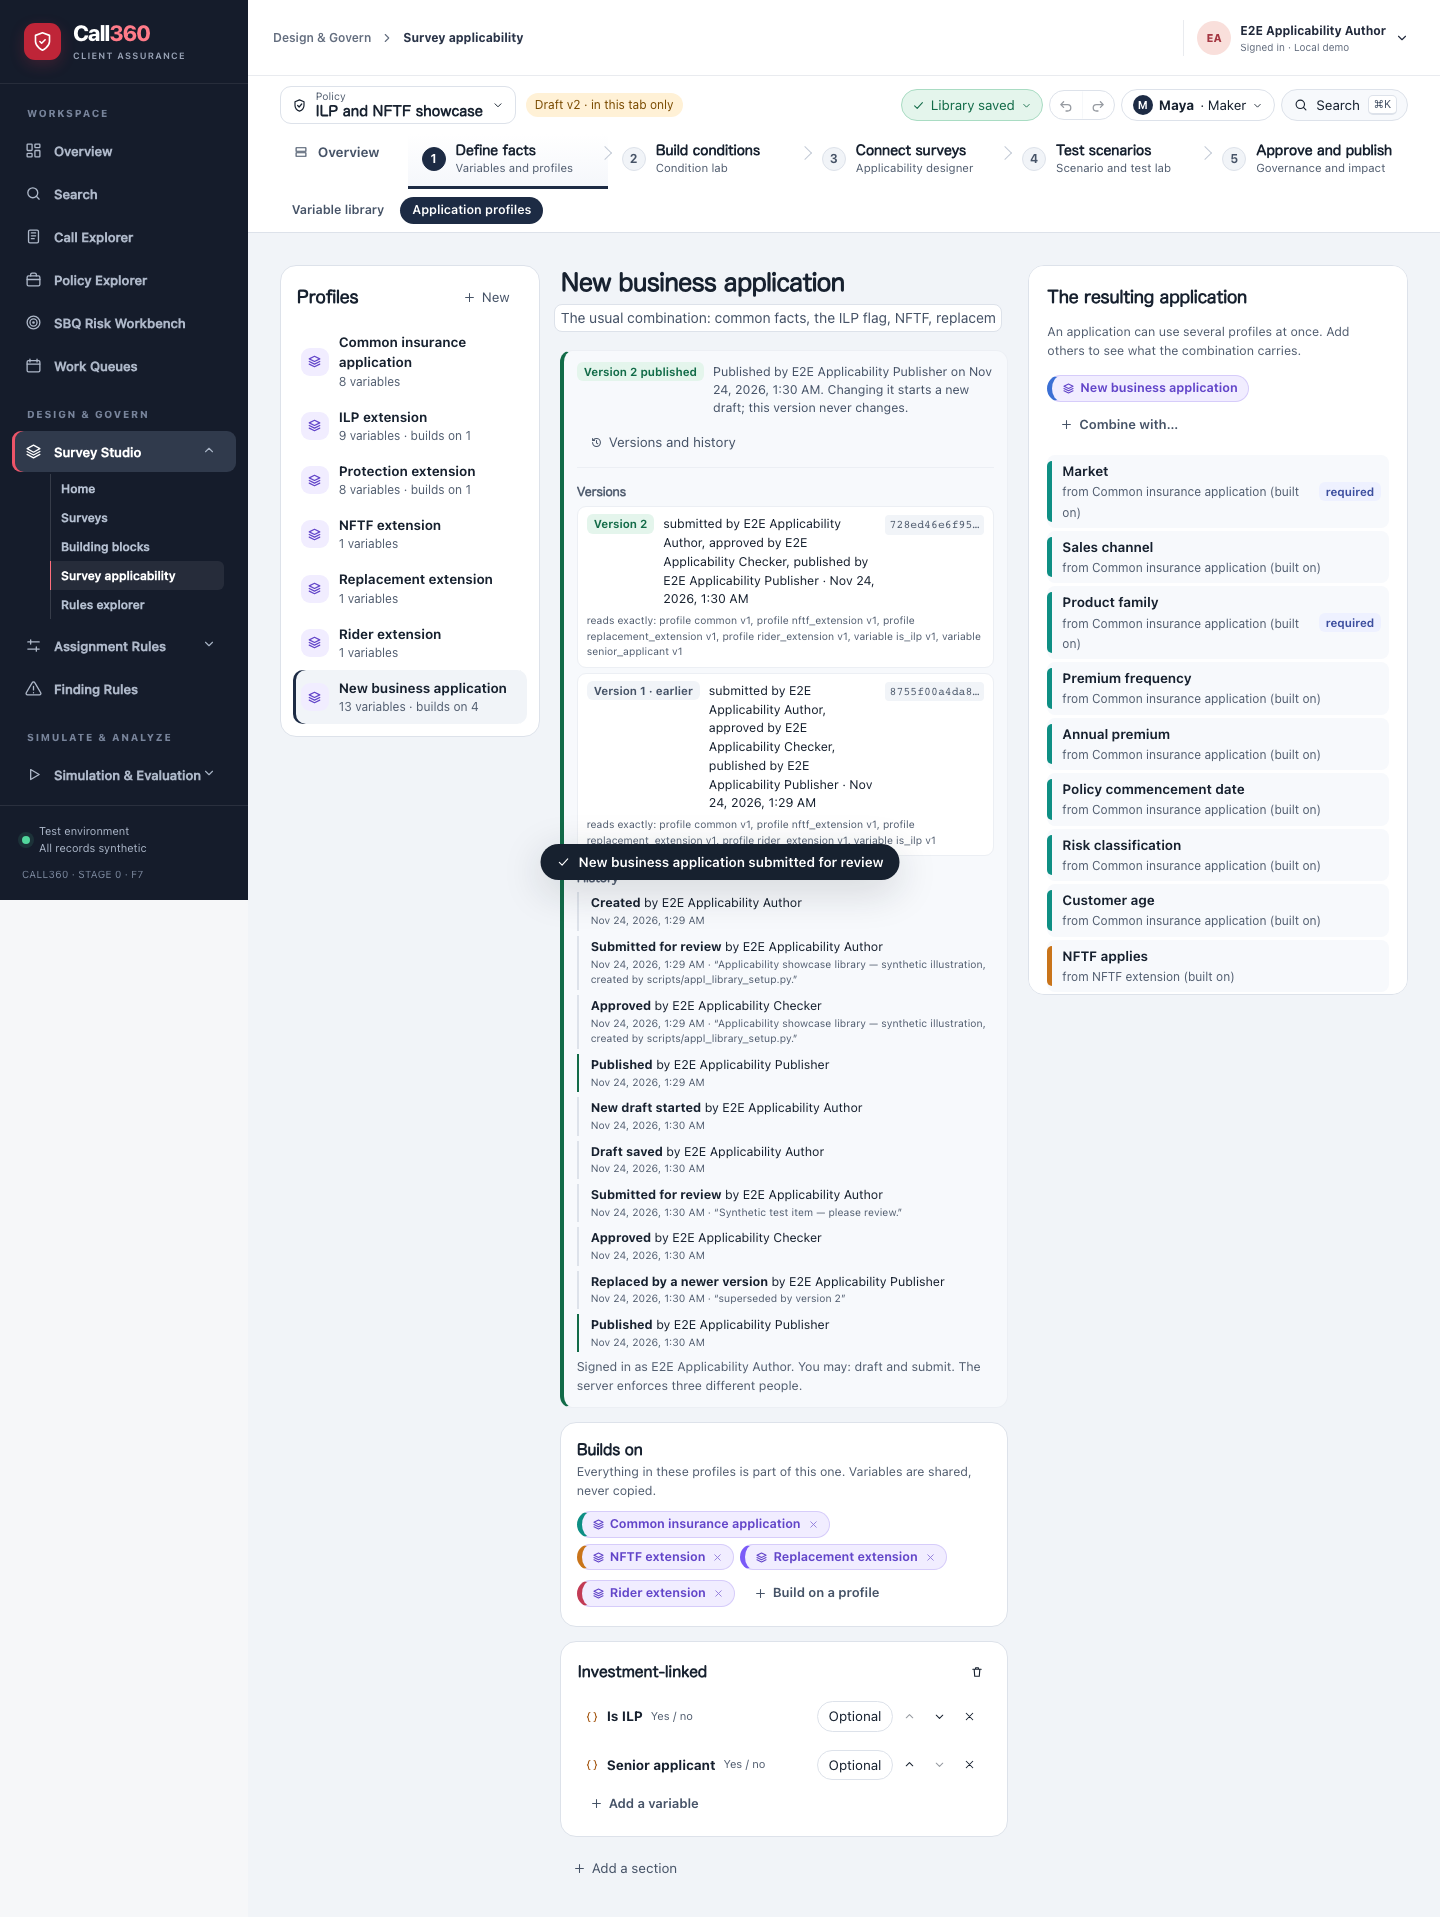 Call360
CLIENT ASSURANCE
WORKSPACE
Overview
Search
Call Explorer
Policy Explorer
SBQ Risk Workbench
Work Queues
DESIGN & GOVERN
Survey Studio
Home
Surveys
Building blocks
Survey applicability
Rules explorer
Assignment Rules
Finding Rules
SIMULATE & ANALYZE
Simulation & Evaluation
Test environment
All records synthetic
CALL360 · STAGE 0 · F7
Design & Govern > Survey applicability
EA
E2E Applicability Author
Signed in · Local demo
Policy
ILP and NFTF showcase
Draft v2 · in this tab only
Library saved
M Maya · Maker
Search ⌘K
Overview
1 Define facts
Variables and profiles
2 Build conditions
Condition lab
3 Connect surveys
Applicability designer
4 Test scenarios
Scenario and test lab
5 Approve and publish
Governance and impact
Variable library
Application profiles
Profiles
+ New
Common insurance
application
8 variables
ILP extension
9 variables · builds on 1
Protection extension
8 variables · builds on 1
NFTF extension
1 variables
Replacement extension
1 variables
Rider extension
1 variables
New business application
13 variables · builds on 4
New business application
The usual combination: common facts, the ILP flag, NFTF, replacem
Version 2 published
Published by E2E Applicability Publisher on Nov
24, 2026, 1:30 AM. Changing it starts a new
draft; this version never changes.
Versions and history
Versions
Version 2
submitted by E2E Applicability
Author, approved by E2E
Applicability Checker, published by
E2E Applicability Publisher · Nov 24,
2026, 1:30 AM
728ed46e6f95…
reads exactly: profile common v1, profile nftf_extension v1, profile
replacement_extension v1, profile rider_extension v1, variable is_ilp v1, variable
senior_applicant v1
Version 1 · earlier
submitted by E2E
Applicability Author,
approved by E2E
Applicability Checker,
published by E2E
Applicability Publisher · Nov
24, 2026, 1:29 AM
8755f00a4da8…
reads exactly: profile common v1, profile nftf_extension v1, profile
replacement_extension v1, profile rider_extension v1, variable is_ilp v1
New business application submitted for review
History
Created by E2E Applicability Author
Nov 24, 2026, 1:29 AM
Submitted for review by E2E Applicability Author
Nov 24, 2026, 1:29 AM · “Applicability showcase library — synthetic illustration,
created by scripts/appl_library_setup.py.”
Approved by E2E Applicability Checker
Nov 24, 2026, 1:29 AM · “Applicability showcase library — synthetic illustration,
created by scripts/appl_library_setup.py.”
Published by E2E Applicability Publisher
Nov 24, 2026, 1:29 AM
New draft started by E2E Applicability Author
Nov 24, 2026, 1:30 AM
Draft saved by E2E Applicability Author
Nov 24, 2026, 1:30 AM
Submitted for review by E2E Applicability Author
Nov 24, 2026, 1:30 AM · “Synthetic test item — please review.”
Approved by E2E Applicability Checker
Nov 24, 2026, 1:30 AM
Replaced by a newer version by E2E Applicability Publisher
Nov 24, 2026, 1:30 AM · “superseded by version 2”
Published by E2E Applicability Publisher
Nov 24, 2026, 1:30 AM
Signed in as E2E Applicability Author. You may: draft and submit. The
server enforces three different people.
Builds on
Everything in these profiles is part of this one. Variables are shared,
never copied.
Common insurance application ×
NFTF extension ×
Replacement extension ×
Rider extension ×
+ Build on a profile
Investment-linked
{} Is ILP Yes / no Optional
{} Senior applicant Yes / no Optional
+ Add a variable
+ Add a section
The resulting application
An application can use several profiles at once. Add
others to see what the combination carries.
New business application
+ Combine with...
Market
from Common insurance application (built
on)
required
Sales channel
from Common insurance application (built on)
Product family
from Common insurance application (built
on)
required
Premium frequency
from Common insurance application (built on)
Annual premium
from Common insurance application (built on)
Policy commencement date
from Common insurance application (built on)
Risk classification
from Common insurance application (built on)
Customer age
from Common insurance application (built on)
NFTF applies
from NFTF extension (built on)